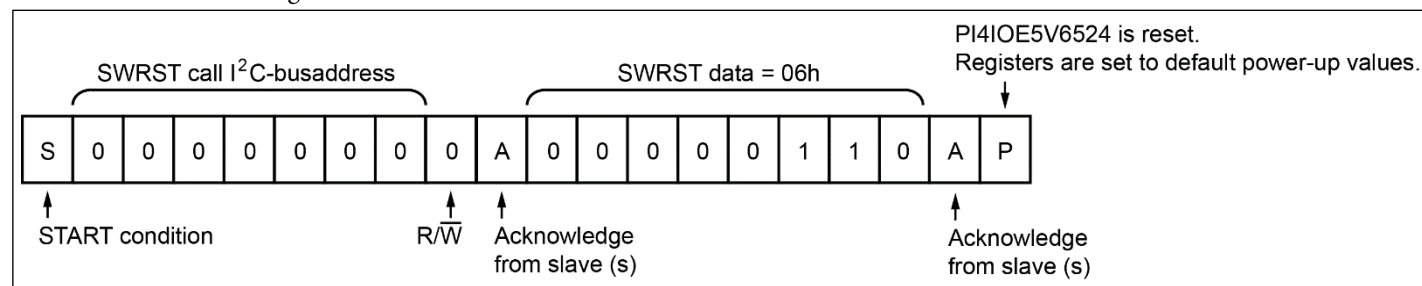 PI4IOE5V6524 is reset.
Registers are set to default power-up values.
SWRST call I²C-busaddress
SWRST data = 06h
S 0 0 0 0 0 0 0 0 A 0 0 0 0 0 1 1 0 A P
START condition
R/W̅
Acknowledge
from slave (s)
Acknowledge
from slave (s)